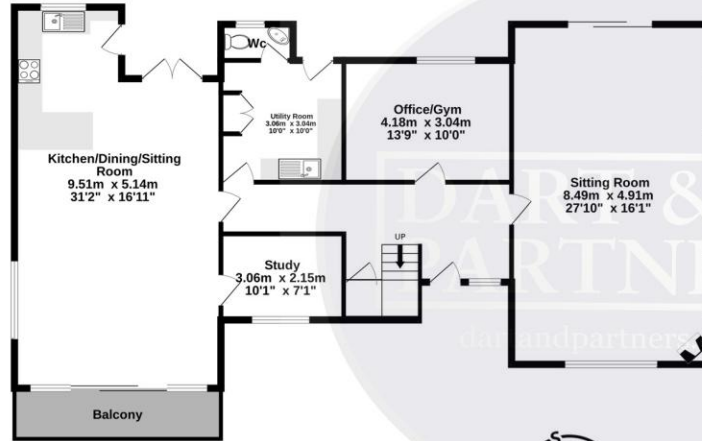 Wc
Utility Room
3.06m x 3.04m
10'0" x 10'0"
Office/Gym
4.18m x 3.04m
13'9" x 10'0"
Kitchen/Dining/Sitting
Room
9.51m x 5.14m
31'2" x 16'11"
Sitting Room
8.49m x 4.91m
27'10" x 16'1"
DART &
PARTNE
UP
Study
3.06m x 2.15m
10'1" x 7'1"
dartandpartners.
Balcony
S